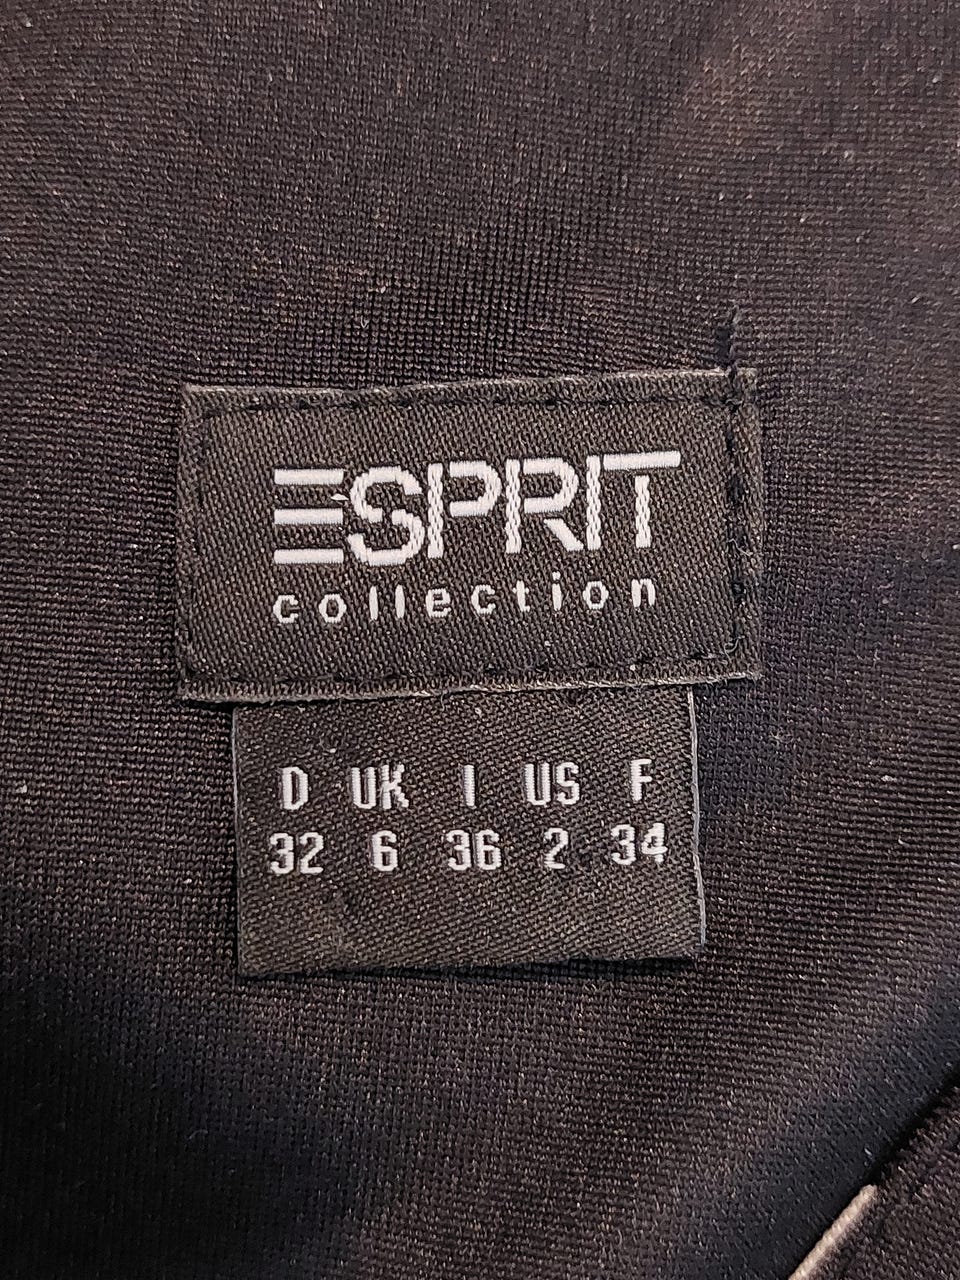 ESPRIT
collection
D UK I US F
32 6 36 2 34